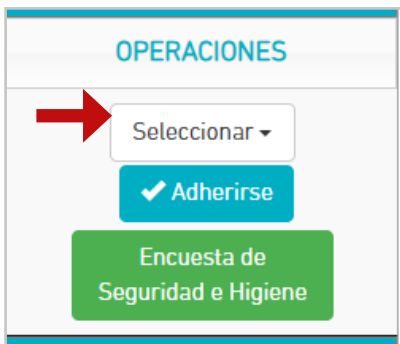 OPERACIONES
Seleccionar
Adherirse
Encuesta de
Seguridad e Higiene